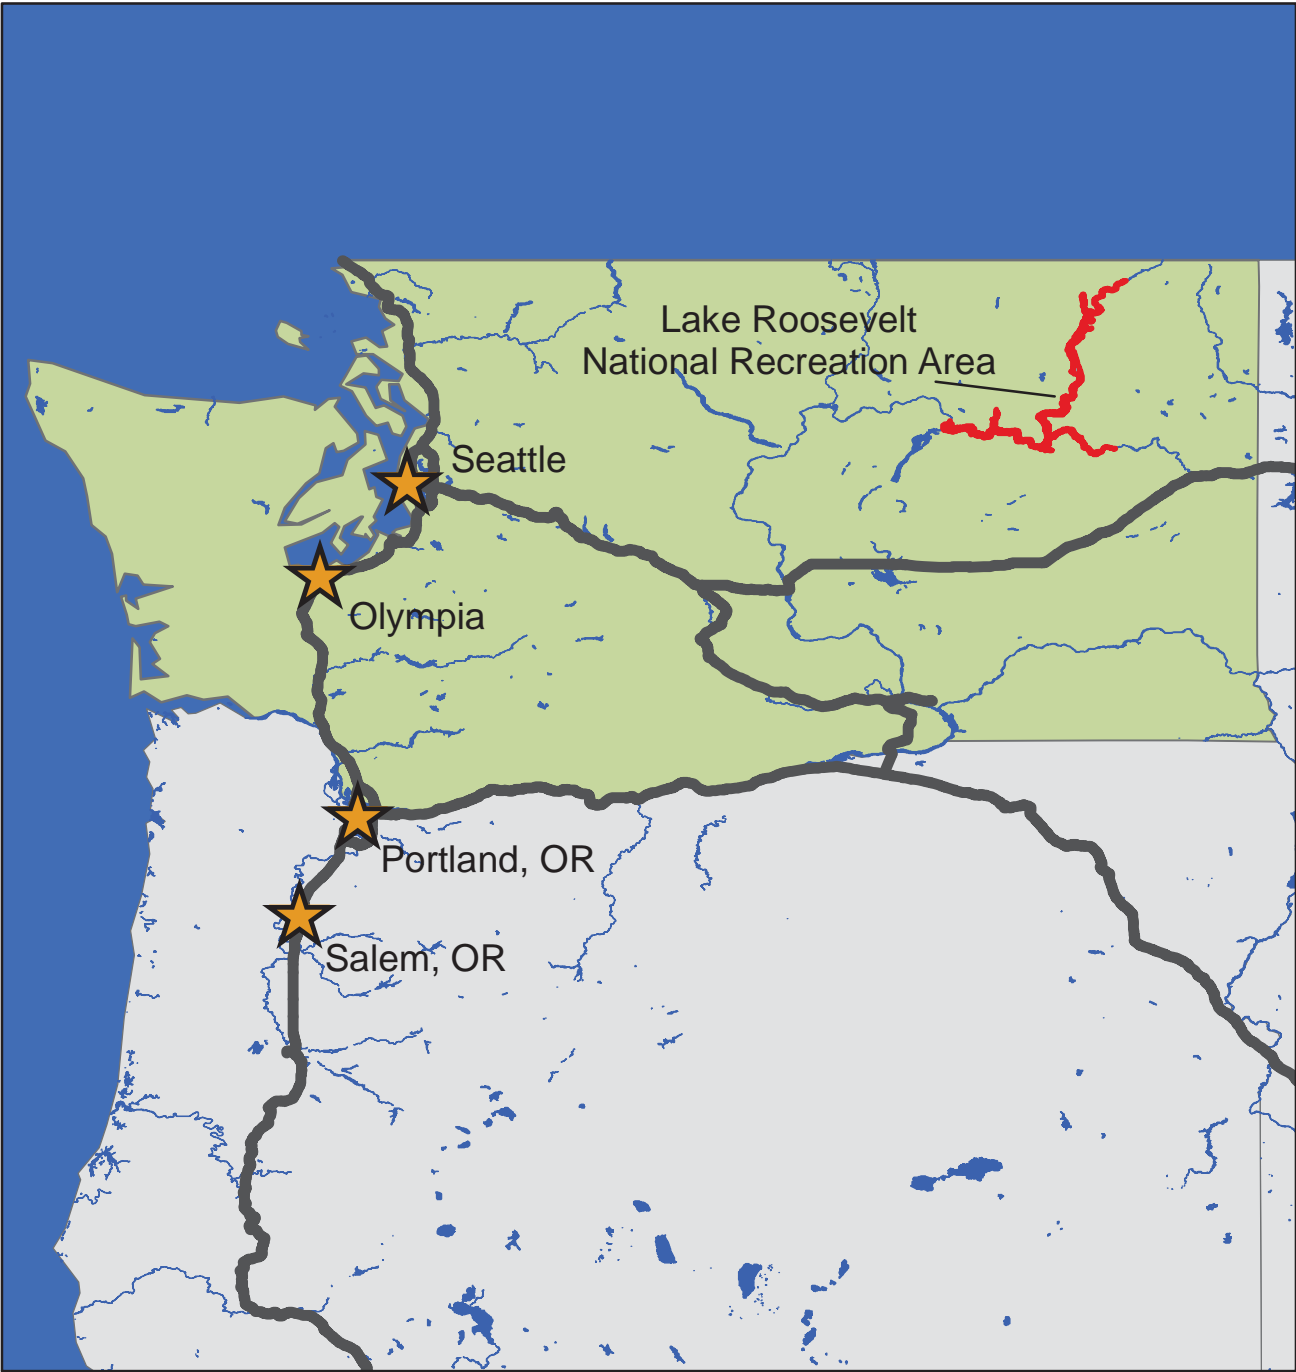 Lake Roosevelt
National Recreation Area
Seattle
Olympia
Portland, OR
Salem, OR